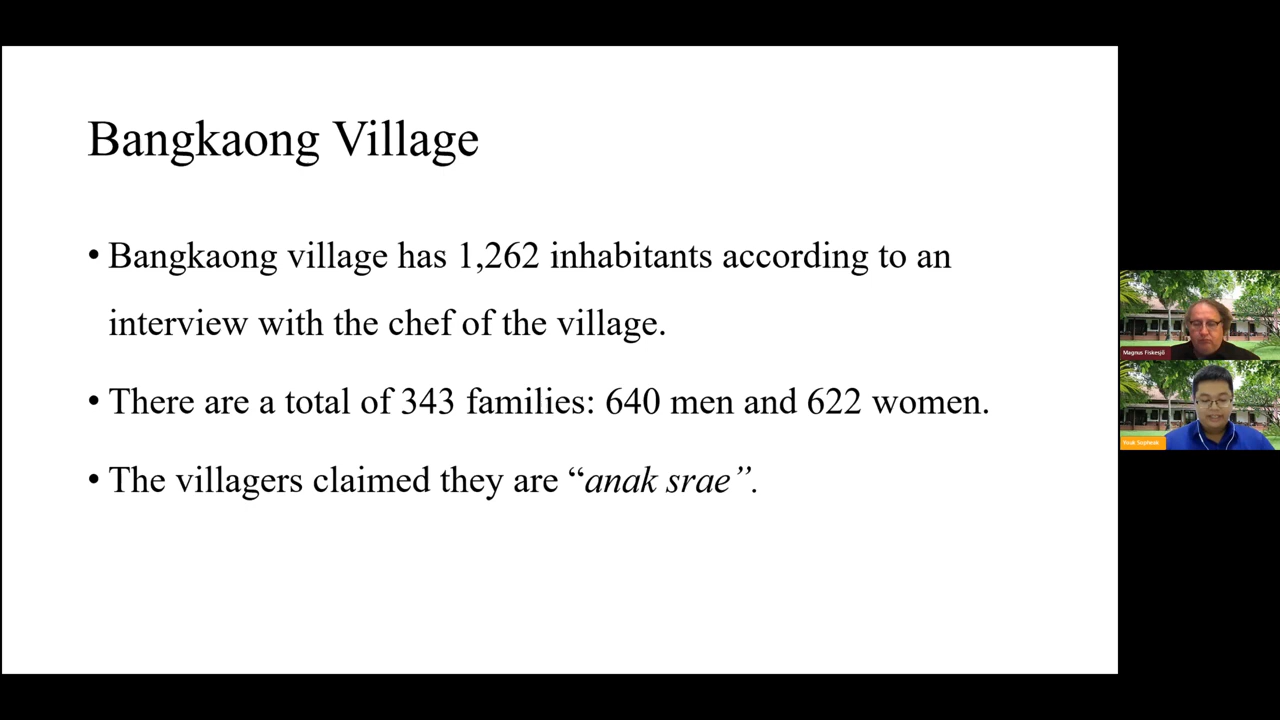 Bangkaong Village
• Bangkaong village has 1,262 inhabitants according to an
interview with the chef of the village.
• There are a total of 343 families: 640 men and 622 women.
• The villagers claimed they are “anak srae”.
Magnus Fiskesjö
Youk Sopheak